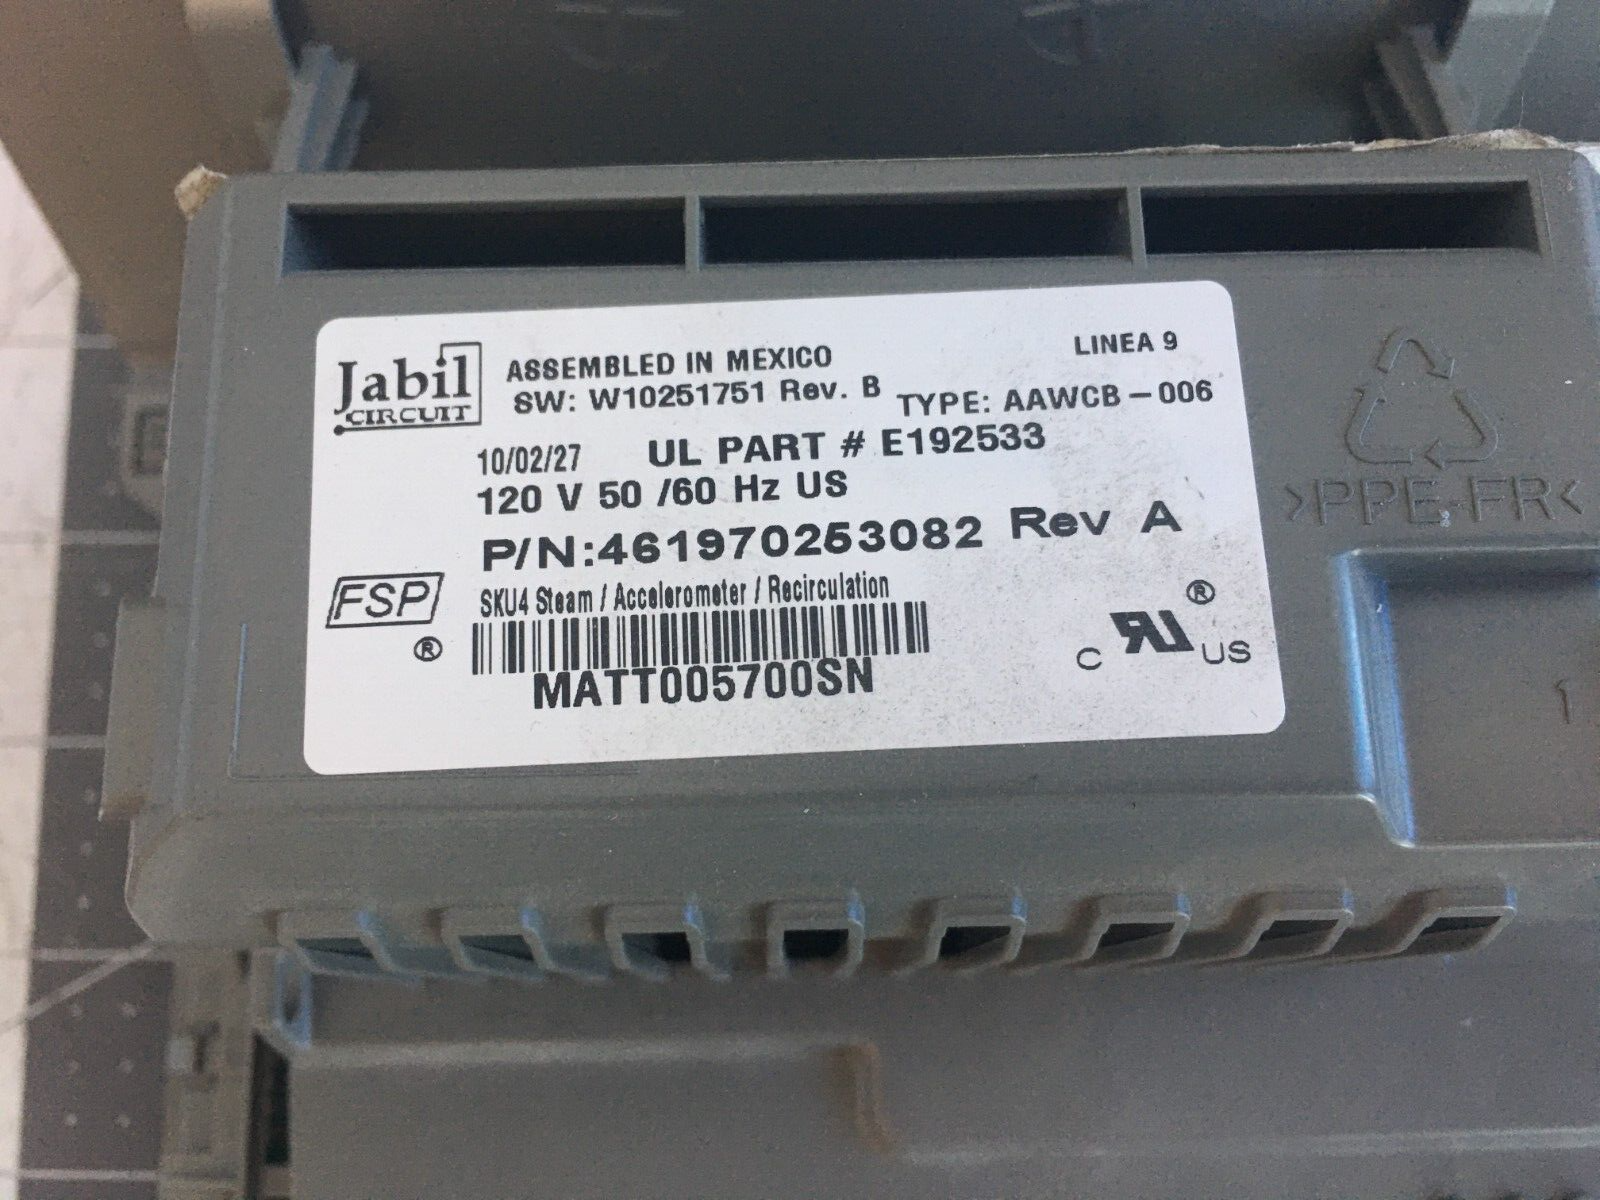 Jabil
CIRCUIT
ASSEMBLED IN MEXICO
LINEA 9
SW: W10251751 Rev. B
TYPE: AAWCB-006
10/02/27 UL PART # E192533
120 V 50 /60 Hz US
P/N:461970253082 Rev A
FSP
®
SKU4 Steam / Accelerometer / Recirculation
MATT005700SN
C RU US
®
>PPE-FR<
1